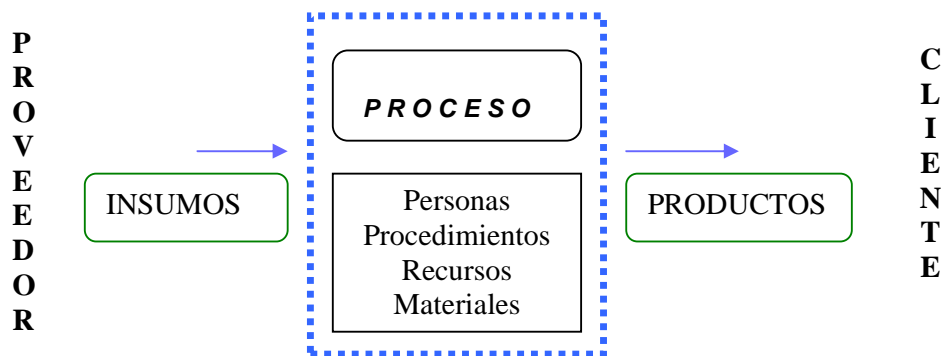 PROVEEDOR
INSUMOS
PROCESO
Personas
Procedimientos
Recursos
Materiales
PRODUCTOS
CLIENTE